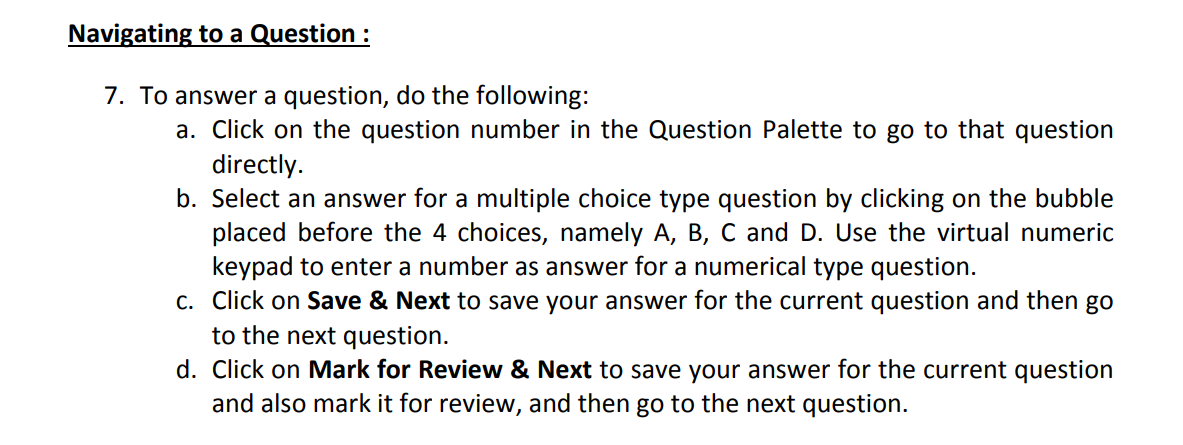 Navigating to a Question :
7. To answer a question, do the following:
a. Click on the question number in the Question Palette to go to that question
directly.
b. Select an answer for a multiple choice type question by clicking on the bubble
placed before the 4 choices, namely A, B, C and D. Use the virtual numeric
keypad to enter a number as answer for a numerical type question.
c. Click on Save & Next to save your answer for the current question and then go
to the next question.
d. Click on Mark for Review & Next to save your answer for the current question
and also mark it for review, and then go to the next question.